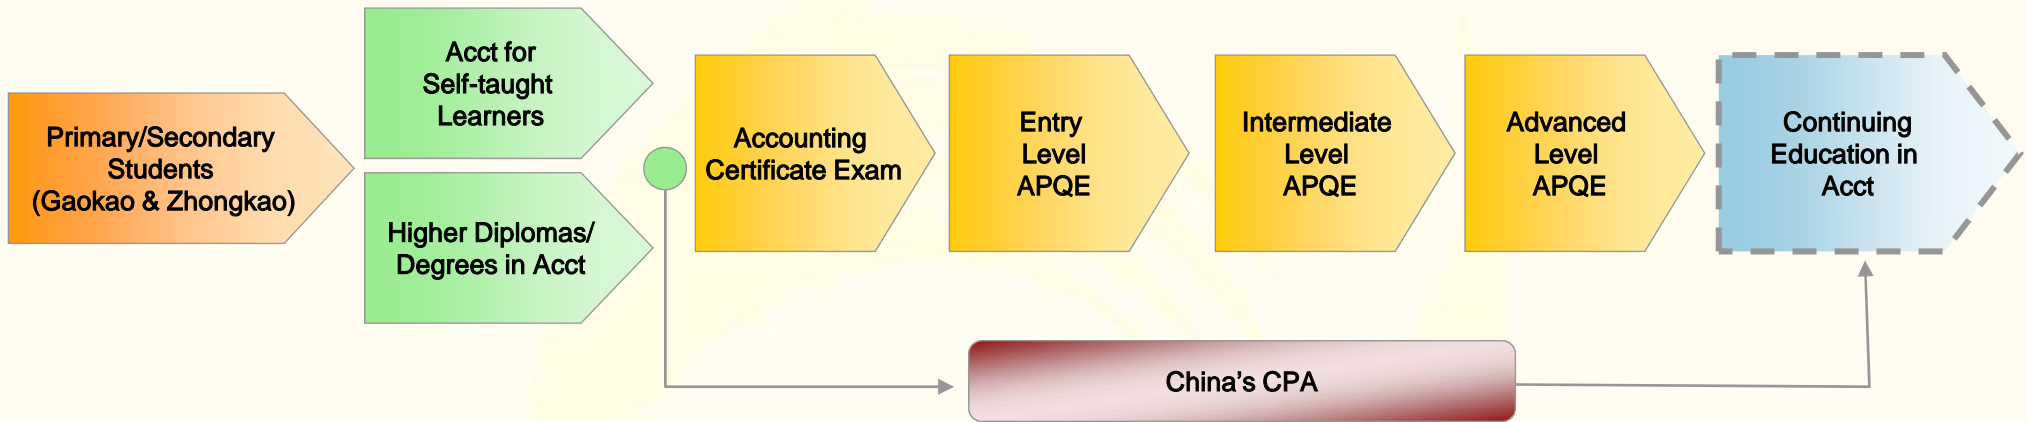 Primary/Secondary
Students
(Gaokao & Zhongkao)
Acct for
Self-taught
Learners
Higher Diplomas/
Degrees in Acct
Accounting
Certificate Exam
Entry
Level
APQE
Intermediate
Level
APQE
Advanced
Level
APQE
Continuing
Education in
Acct
China’s CPA